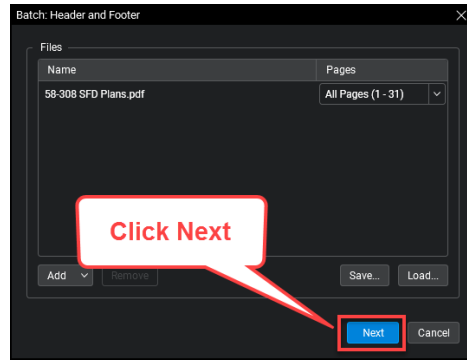 Batch: Header and Footer
Files
Name Pages
58-308 SFD Plans.pdf All Pages (1 - 31)
Click Next
Add Remove Save... Load...
Next Cancel